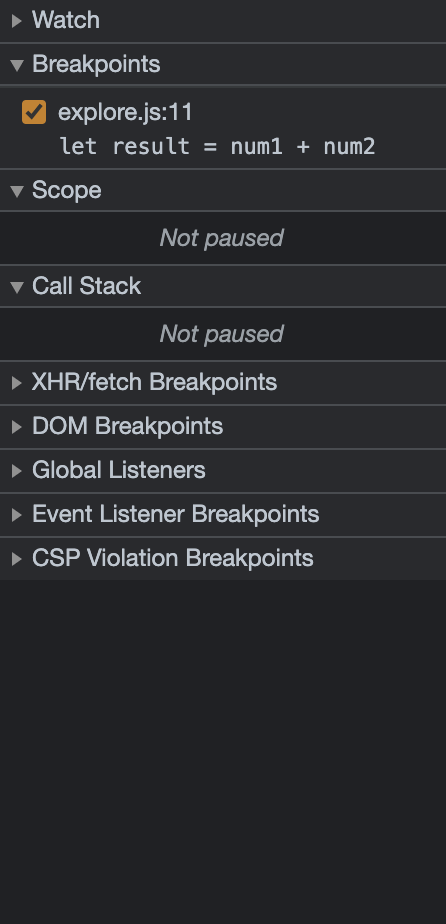 Watch
Breakpoints
explore.js:11
let result = num1 + num2
Scope
Not paused
Call Stack
Not paused
XHR/fetch Breakpoints
DOM Breakpoints
Global Listeners
Event Listener Breakpoints
CSP Violation Breakpoints